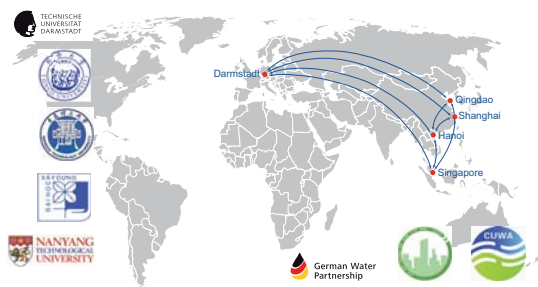 TECHNISCHE
UNIVERSITÄT
DARMSTADT
Darmstadt
Qingdao
Shanghai
Hanoi
Singapore
NANYANG
TECHNOLOGICAL
UNIVERSITY
German Water
Partnership
CUWA